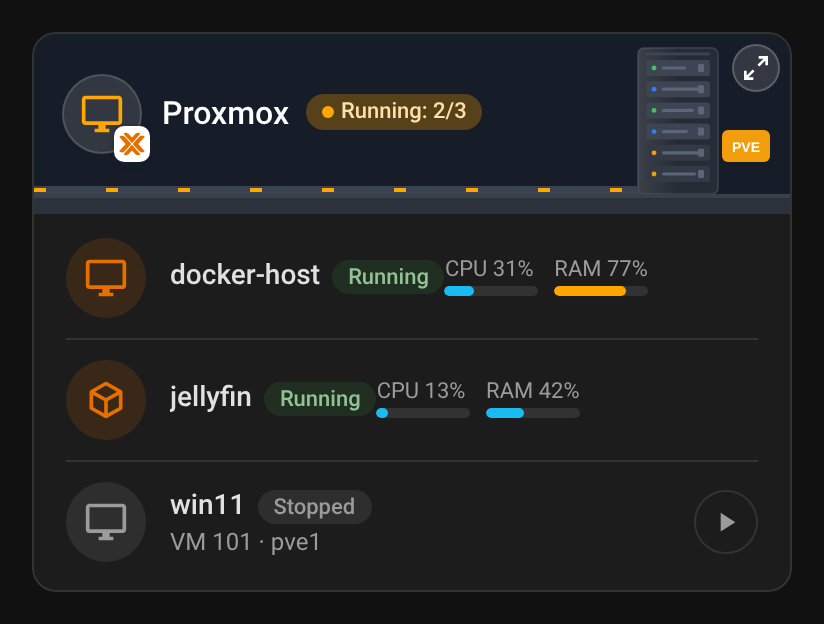 Proxmox Running: 2/3
PVE
docker-host Running CPU 31% RAM 77%
jellyfin Running CPU 13% RAM 42%
win11 Stopped
VM 101 · pve1